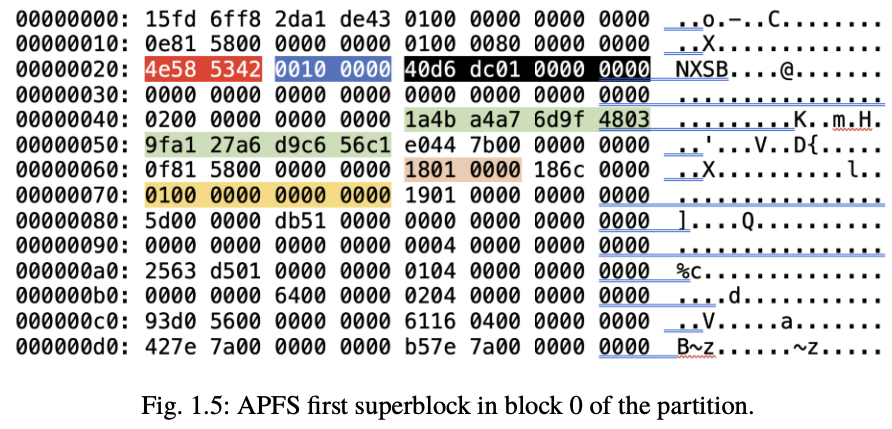 00000000: 15fd 6ff8 2da1 de43 0100 0000 0000 0000 ..o.-..C........
00000010: 0e81 5800 0000 0000 0100 0080 0000 0000 ..X.............
00000020: 4e58 5342 0010 0000 40d6 dc01 0000 0000 NXSB....@.......
00000030: 0000 0000 0000 0000 0000 0000 0000 0000 ................
00000040: 0200 0000 0000 0000 1a4b a4a7 6d9f 4803 .........K..m.H.
00000050: 9fa1 27a6 d9c6 56c1 e044 7b00 0000 0000 ..'...V..D{.....
00000060: 0f81 5800 0000 0000 1801 0000 186c 0000 ..X..........l..
00000070: 0100 0000 0000 0000 1901 0000 0000 0000 ................
00000080: 5d00 0000 db51 0000 0000 0000 0000 0000 ]....Q..........
00000090: 0000 0000 0000 0000 0004 0000 0000 0000 ................
000000a0: 2563 d501 0000 0000 0104 0000 0000 0000 %c..............
000000b0: 0000 0000 6400 0000 0204 0000 0000 0000 ....d...........
000000c0: 93d0 5600 0000 0000 6116 0400 0000 0000 ..V.....a.......
000000d0: 427e 7a00 0000 0000 b57e 7a00 0000 0000 B~z......~z.....
Fig. 1.5: APFS first superblock in block 0 of the partition.